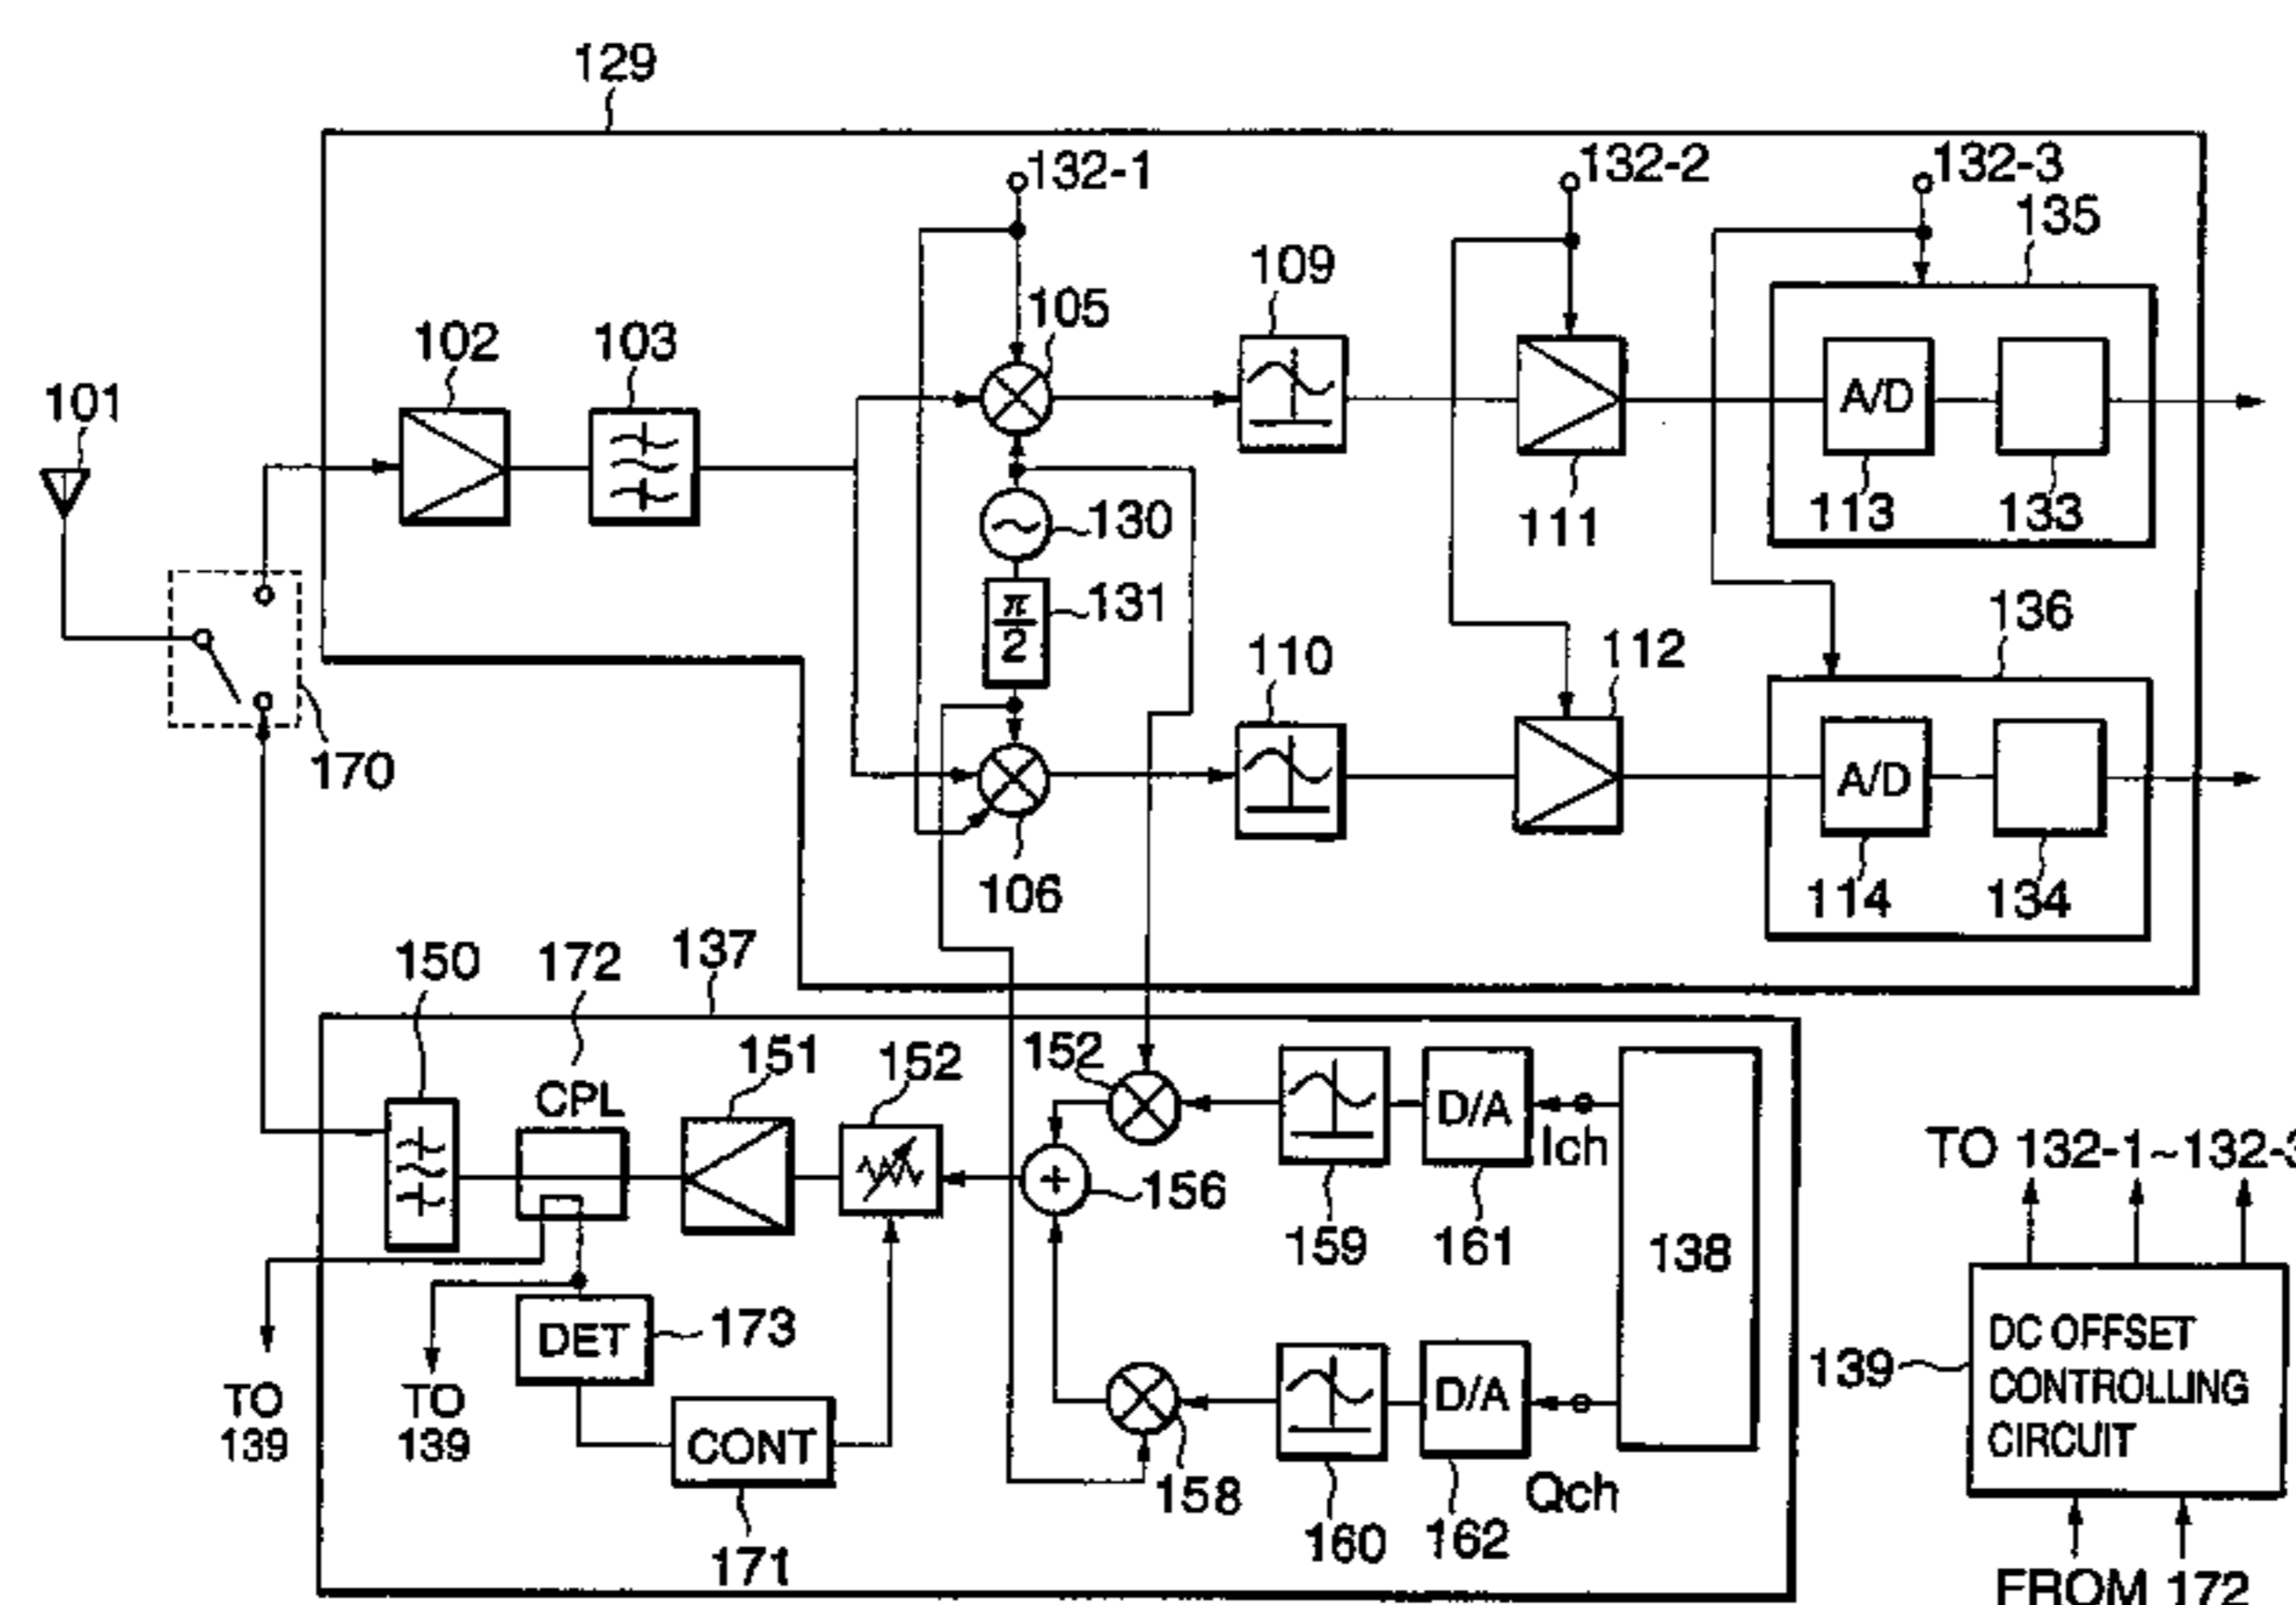 129
132-1
132-2
132-3
135
109
105
102
103
101
A/D
130
111
113
133
π
2
131
136
110
112
170
A/D
106
114
134
150
172
137
151
152
152
CPL
D/A
Ich
TO 132-1~132-3
+
156
159
161
138
DET
173
DC OFFSET
CONTROLLING
CIRCUIT
139
TO
139
TO
139
CONT
D/A
158
Qch
160
162
171
FROM 172